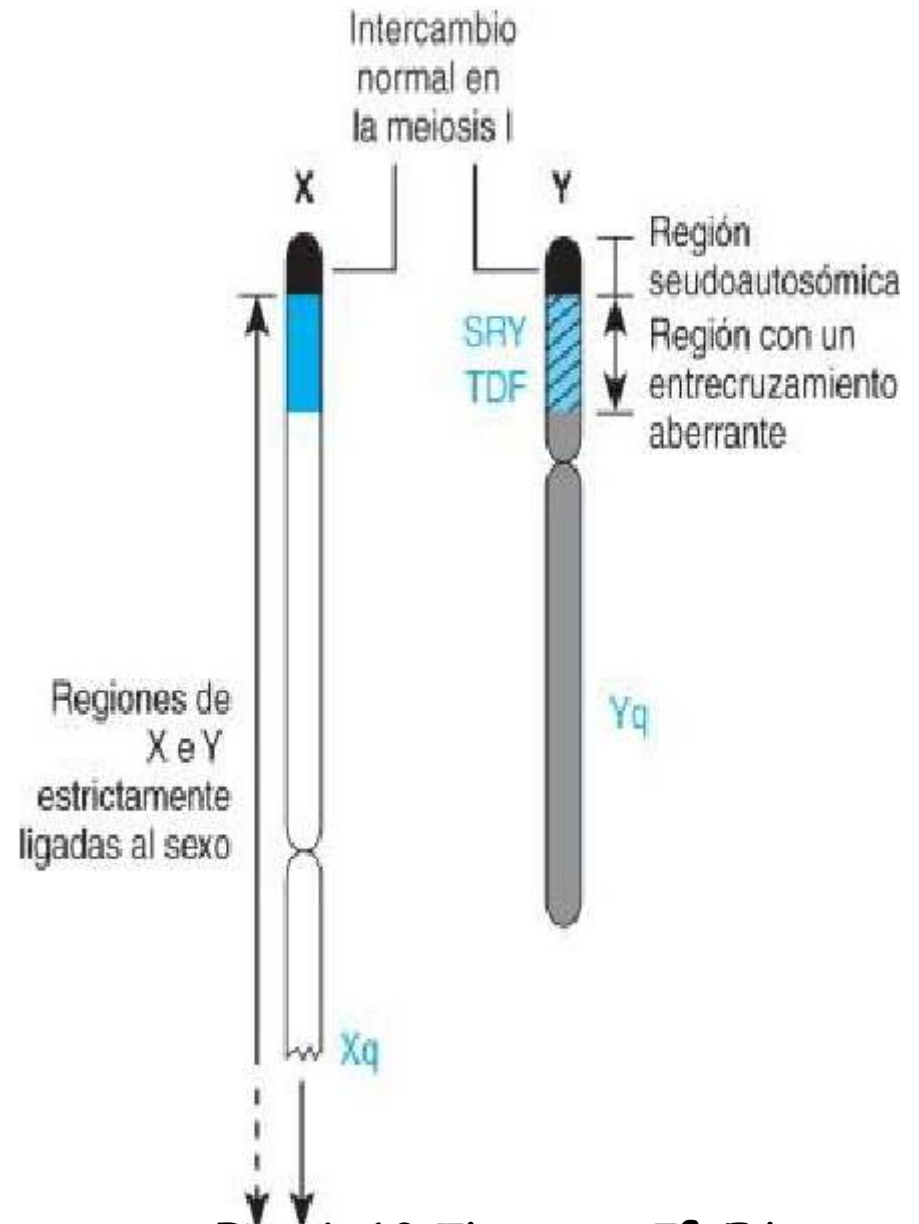 Intercambio
normal en
la meiosis I
X
Y
Región
seudoautosómica
SRY
TDF
Región con un
entrecruzamiento
aberrante
Regiones de
X e Y
estrictamente
ligadas al sexo
Yq
Xq